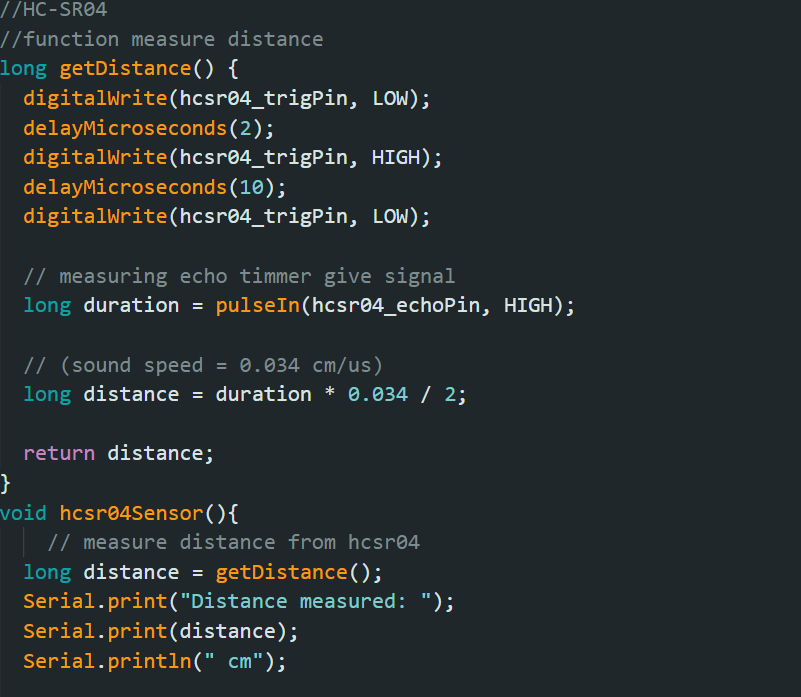 //HC-SR04
//function measure distance
long getDistance() {
  digitalWrite(hcsr04_trigPin, LOW);
  delayMicroseconds(2);
  digitalWrite(hcsr04_trigPin, HIGH);
  delayMicroseconds(10);
  digitalWrite(hcsr04_trigPin, LOW);

  // measuring echo timmer give signal
  long duration = pulseIn(hcsr04_echoPin, HIGH);

  // (sound speed = 0.034 cm/us)
  long distance = duration * 0.034 / 2;

  return distance;
}
void hcsr04Sensor(){
    // measure distance from hcsr04
  long distance = getDistance();
  Serial.print("Distance measured: ");
  Serial.print(distance);
  Serial.println(" cm");